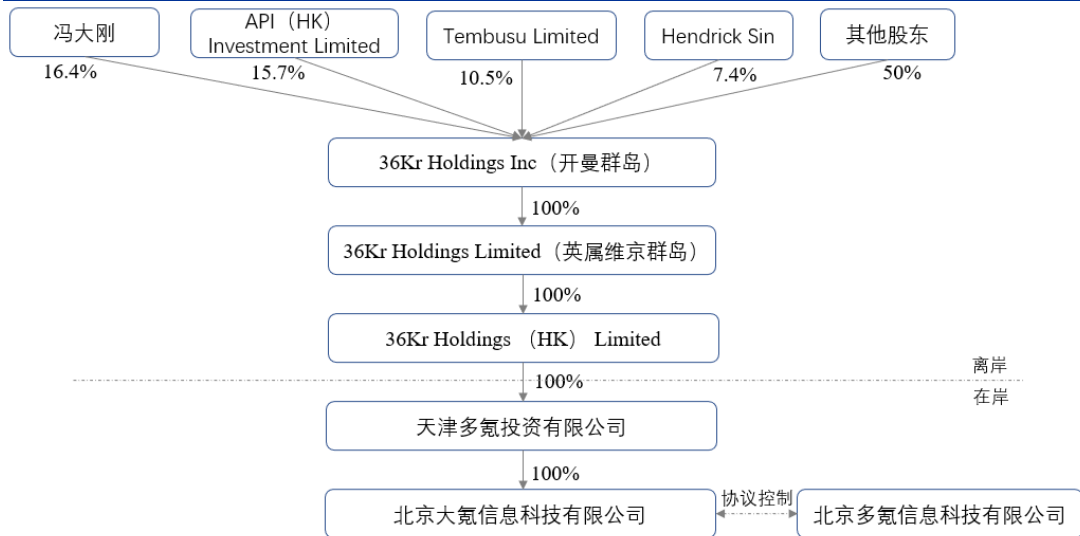 冯大刚
API（HK）
Investment Limited
Tembusu Limited
Hendrick Sin
其他股东
16.4%
15.7%
10.5%
7.4%
50%
36Kr Holdings Inc（开曼群岛）
100%
36Kr Holdings Limited（英属维京群岛）
100%
36Kr Holdings （HK） Limited
离岸
100%
在岸
天津多氪投资有限公司
100%
北京大氪信息科技有限公司
协议控制
北京多氪信息科技有限公司